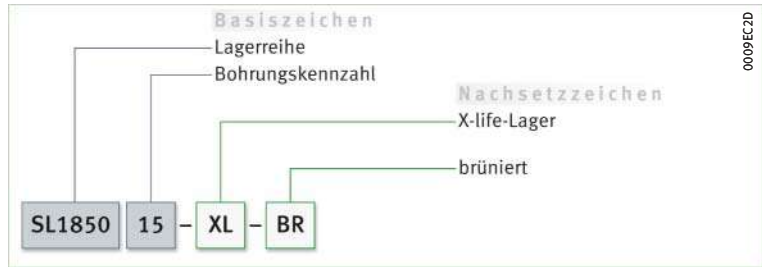 Basiszeichen
Lagerreihe
Bohrungskennzahl
Nachsetzzeichen
X-life-Lager
brüniert
SL1850 15 – XL – BR
0009EC2D